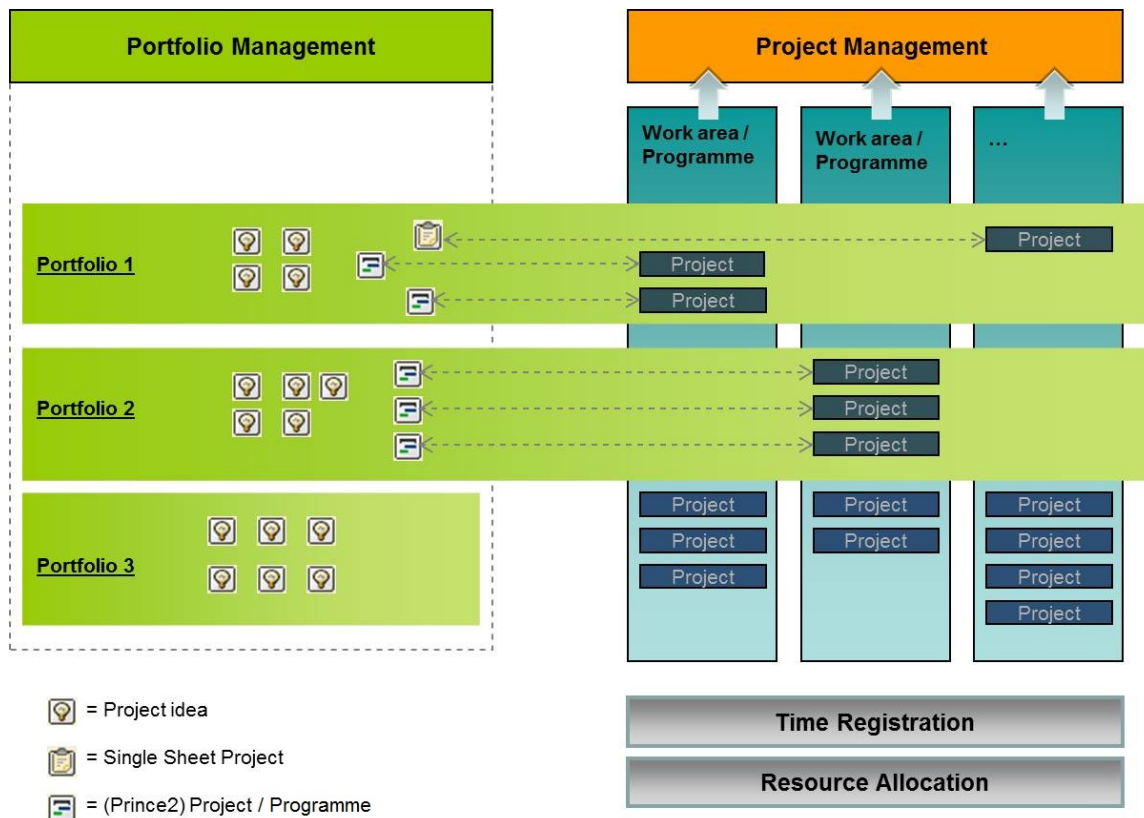 Portfolio Management
Project Management
Work area /
Programme
Work area /
Programme
...
Portfolio 1
Project
Project
Project
Portfolio 2
Project
Project
Project
Portfolio 3
Project
Project
Project
Project
Project
Project
Project
Project
Project
= Project idea
= Single Sheet Project
= (Prince2) Project / Programme
Time Registration
Resource Allocation